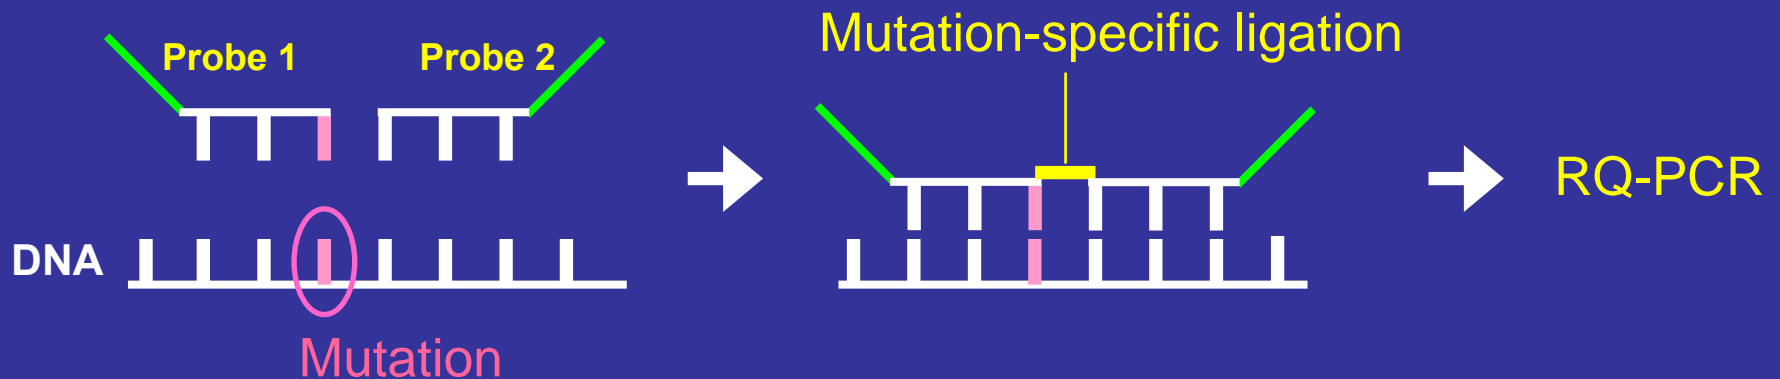 Probe 1
Probe 2
DNA
Mutation
Mutation-specific ligation
RQ-PCR